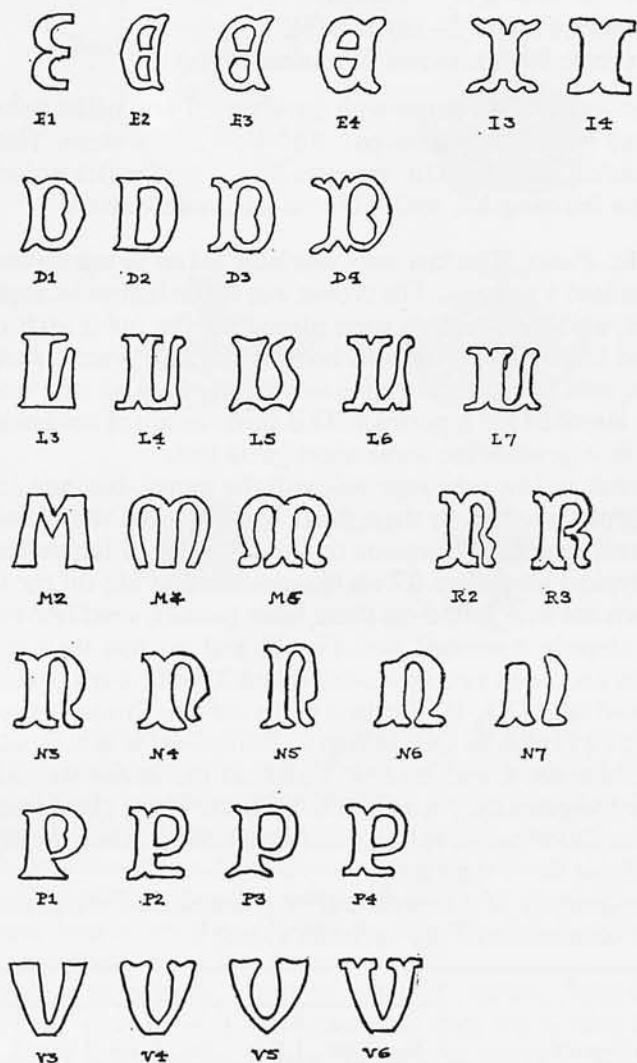 E E E E I I
E1 E2 E3 E4 I3 I4
D D D D
D1 D2 D3 D4
L L L L L
L3 L4 L5 L6 L7
M M M R R
M2 M4 M5 R2 R3
N N N N N
N3 N4 N5 N6 N7
P P P P
P1 P2 P3 P4
V V V V
V3 V4 V5 V6